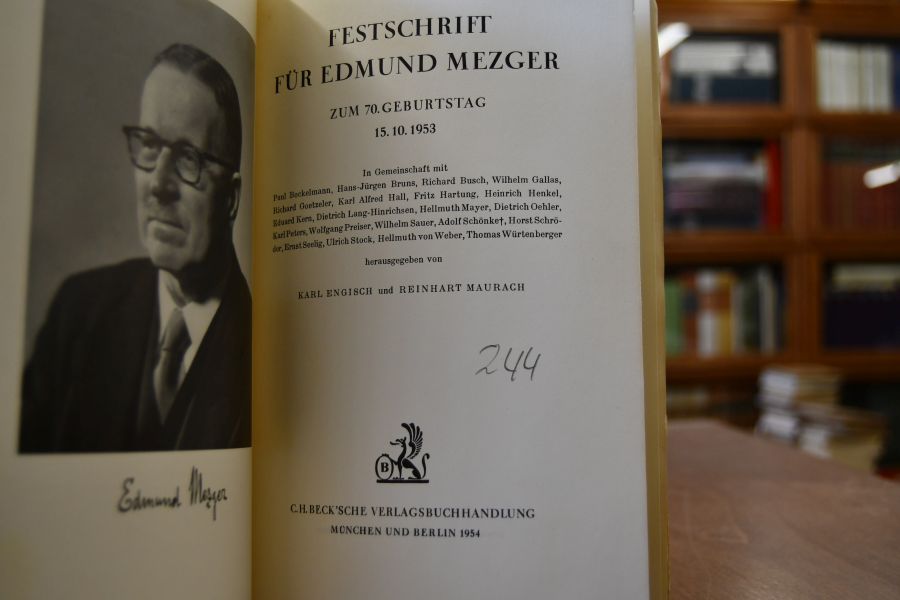 FESTSCHRIFT
FÜR EDMUND MEZGER
ZUM 70. GEBURTSTAG
15.10.1953
In Gemeinschaft mit
Paul Bockelmann, Hans-Jürgen Bruns, Richard Busch, Wilhelm Gallas,
Richard Goetzeler, Karl Alfred Hall, Fritz Hartung, Heinrich Henkel,
Eduard Kern, Dietrich Lang-Hinrichsen, Hellmuth Mayer, Dietrich Oehler,
Karl Peters, Wolfgang Preiser, Wilhelm Sauer, Adolf Schönke†, Horst Schrö-
der, Ernst Seelig, Ulrich Stock, Hellmuth von Weber, Thomas Würtenberger
herausgegeben von
KARL ENGISCH und REINHART MAURACH
244
B
C.H.BECK'SCHE VERLAGSBUCHHANDLUNG
MÜNCHEN UND BERLIN 1954
Edmund Mezger